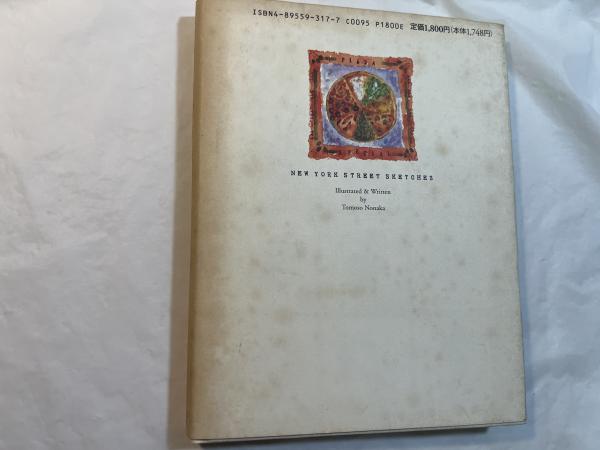 ISBN4-89559-317-7 C0095 P1800E 定価1,800円(本体1,748円)
NEW YORK STREET SKETCHES
Illustrated & Written
by
Tomoso Nonaka